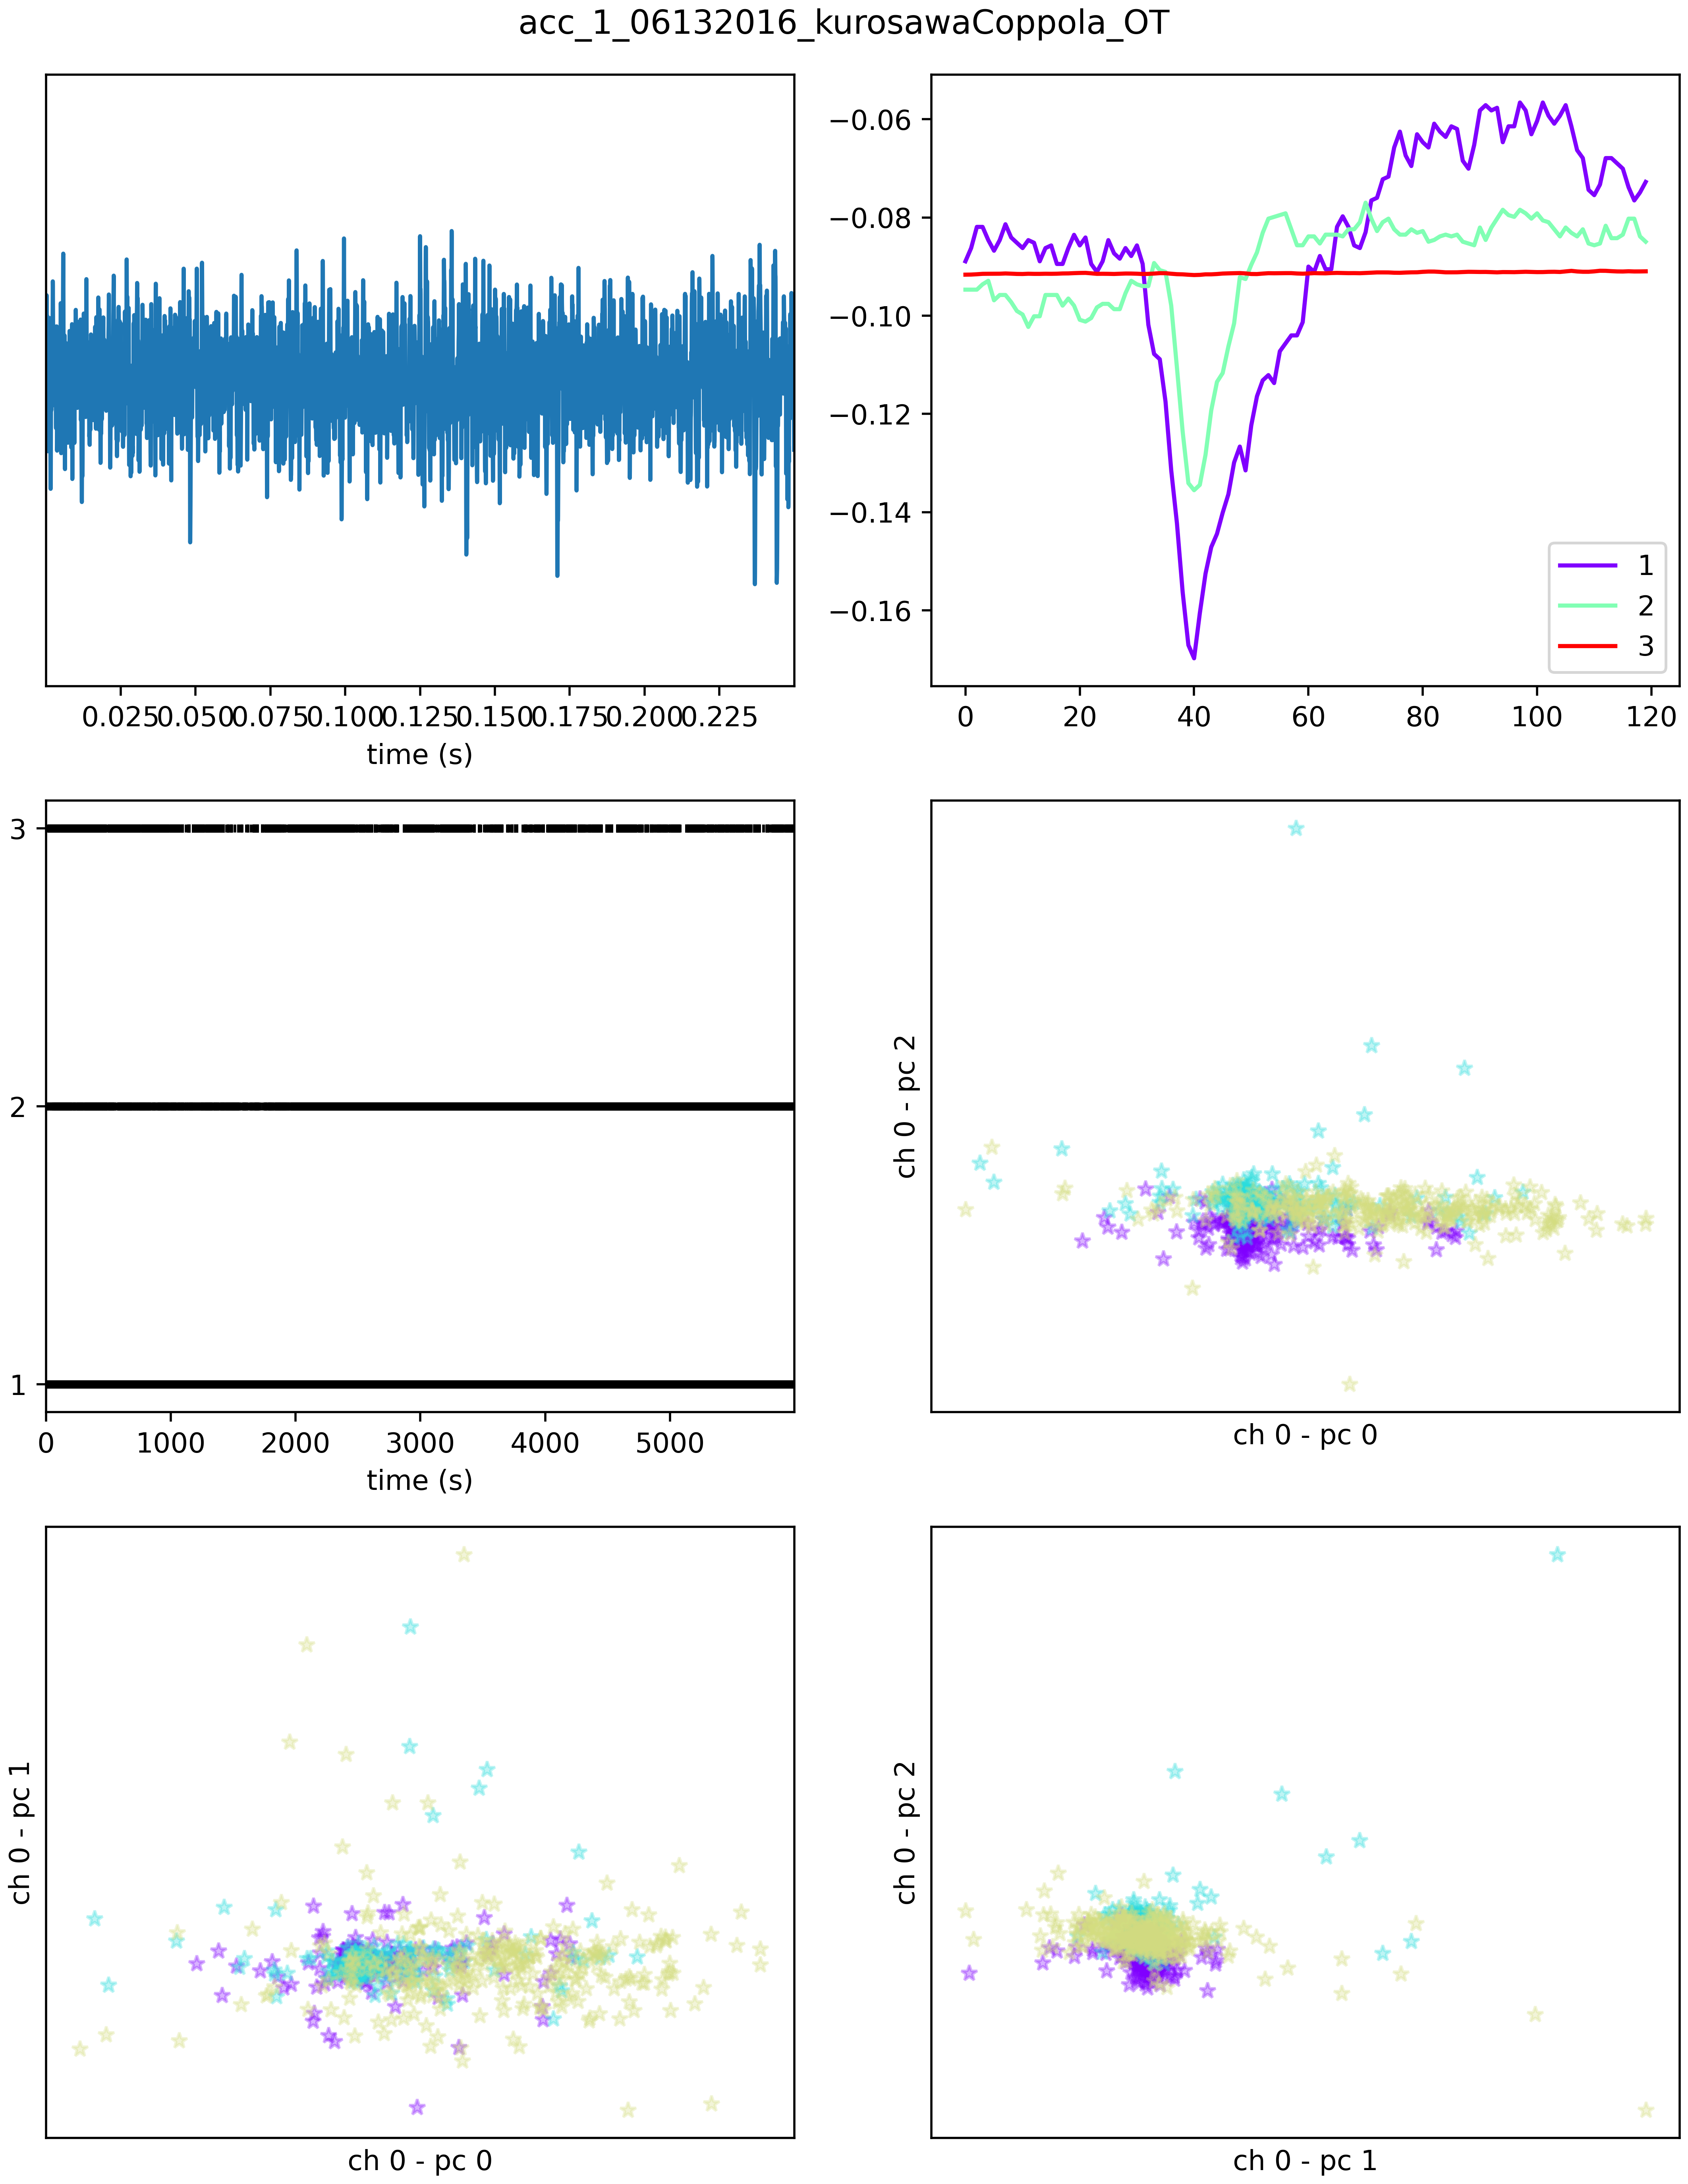 acc_1_06132016_kurosawaCoppola_OT
0.025 0.050 0.075 0.100 0.125 0.150 0.175 0.200 0.225
time (s)
−0.06
−0.08
−0.10
−0.12
−0.14
−0.16
0 20 40 60 80 100 120
1
2
3
3
2
1
0 1000 2000 3000 4000 5000
time (s)
ch 0 - pc 2
ch 0 - pc 0
ch 0 - pc 1
ch 0 - pc 0
ch 0 - pc 2
ch 0 - pc 1